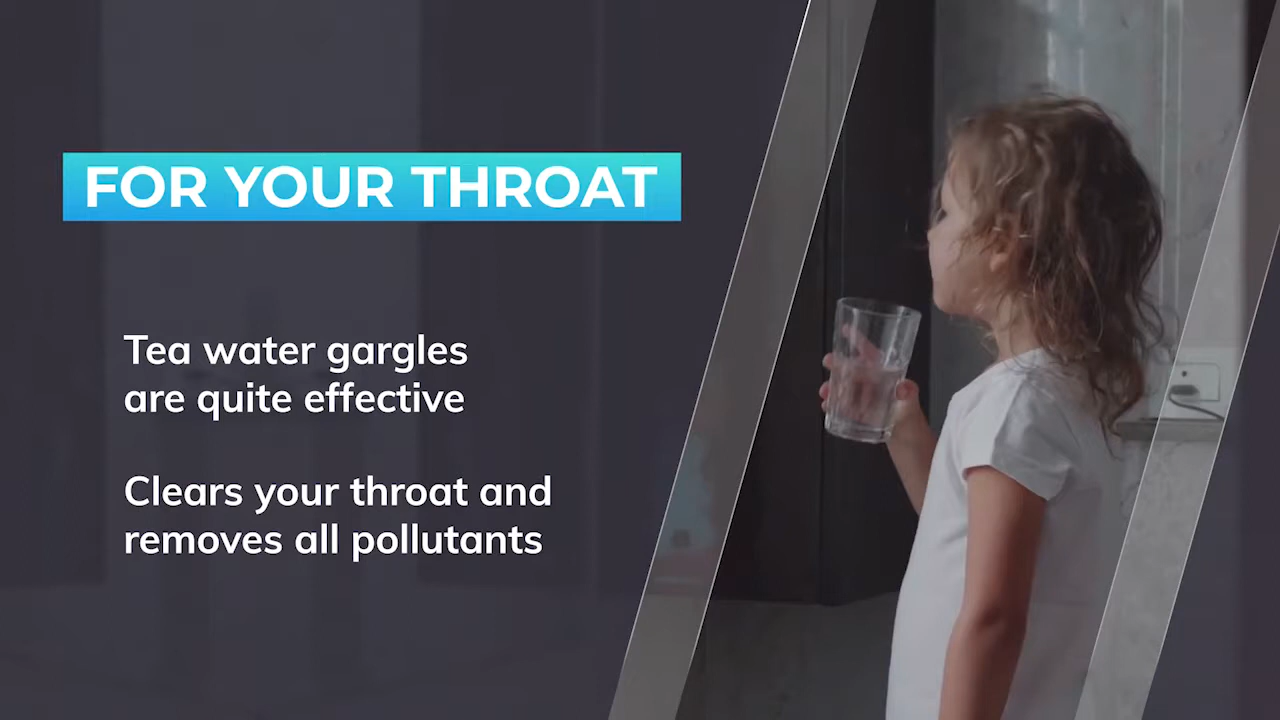 FOR YOUR THROAT
Tea water gargles
are quite effective
Clears your throat and
removes all pollutants